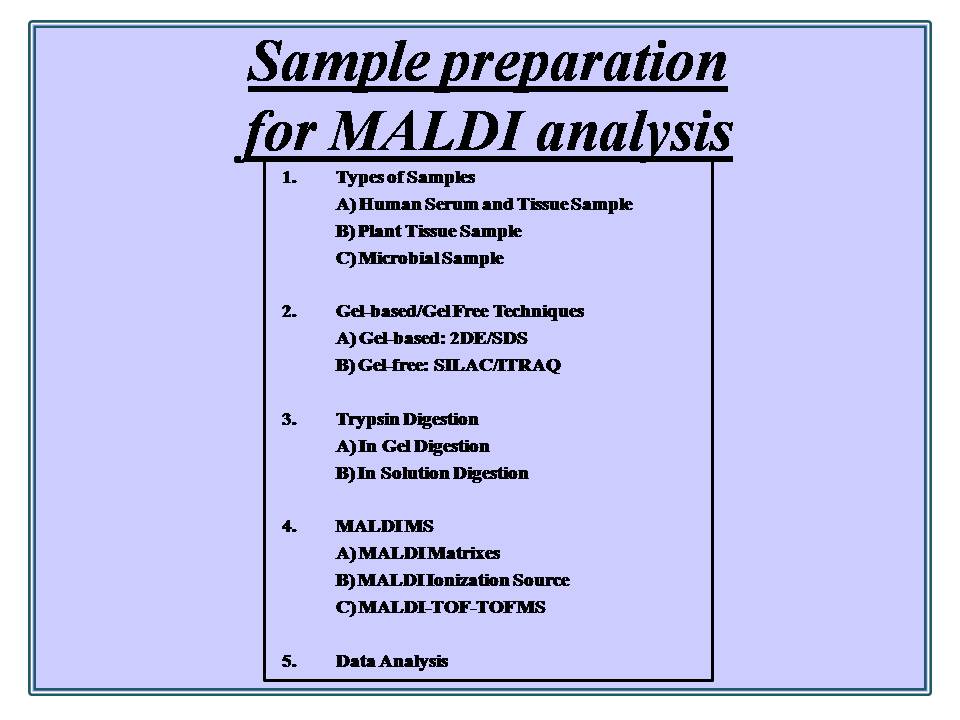 Sample preparation
for MALDI analysis
1. Types of Samples
A) Human Serum and Tissue Sample
B) Plant Tissue Sample
C) Microbial Sample
2. Gel-based/Gel Free Techniques
A) Gel-based: 2DE/SDS
B) Gel-free: SILAC/ITRAQ
3. Trypsin Digestion
A) In Gel Digestion
B) In Solution Digestion
4. MALDI MS
A) MALDI Matrixes
B) MALDI Ionization Source
C) MALDI-TOF-TOF MS
5. Data Analysis